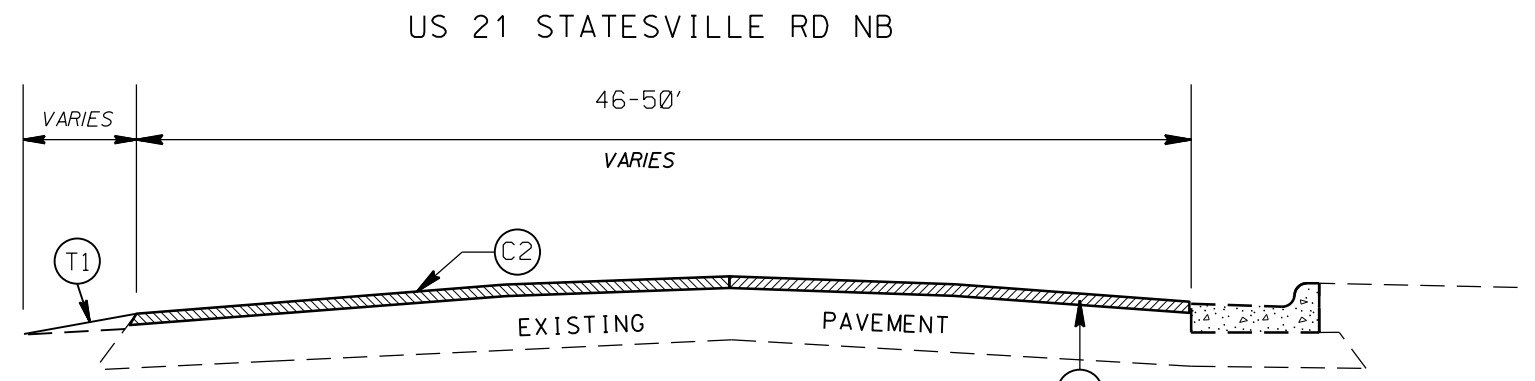 US 21 STATESVILLE RD NB
46-50'
VARIES
VARIES
T1
C2
EXISTING PAVEMENT